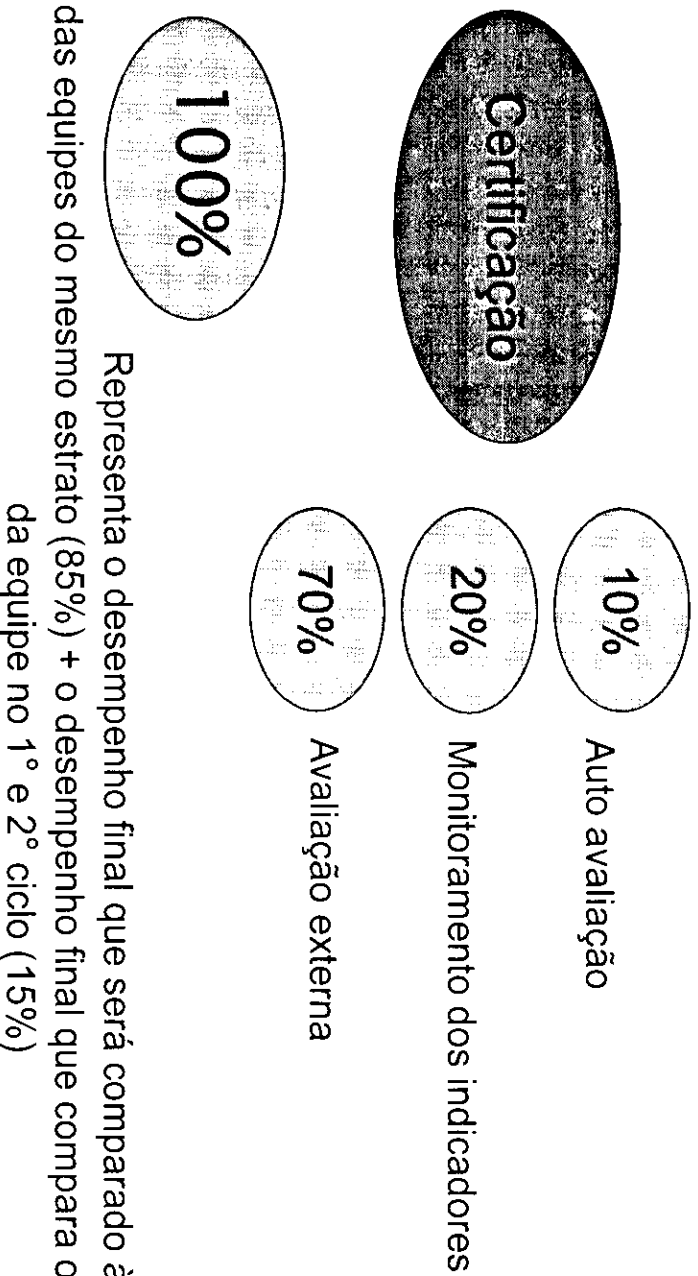 Certificação
10%
Auto avaliação
20%
Monitoramento dos indicadores
70%
Avaliação externa
100%
Representa o desempenho final que será comparado à
das equipes do mesmo estrato (85%) + o desempenho final que compara o
da equipe no 1° e 2° ciclo (15%)